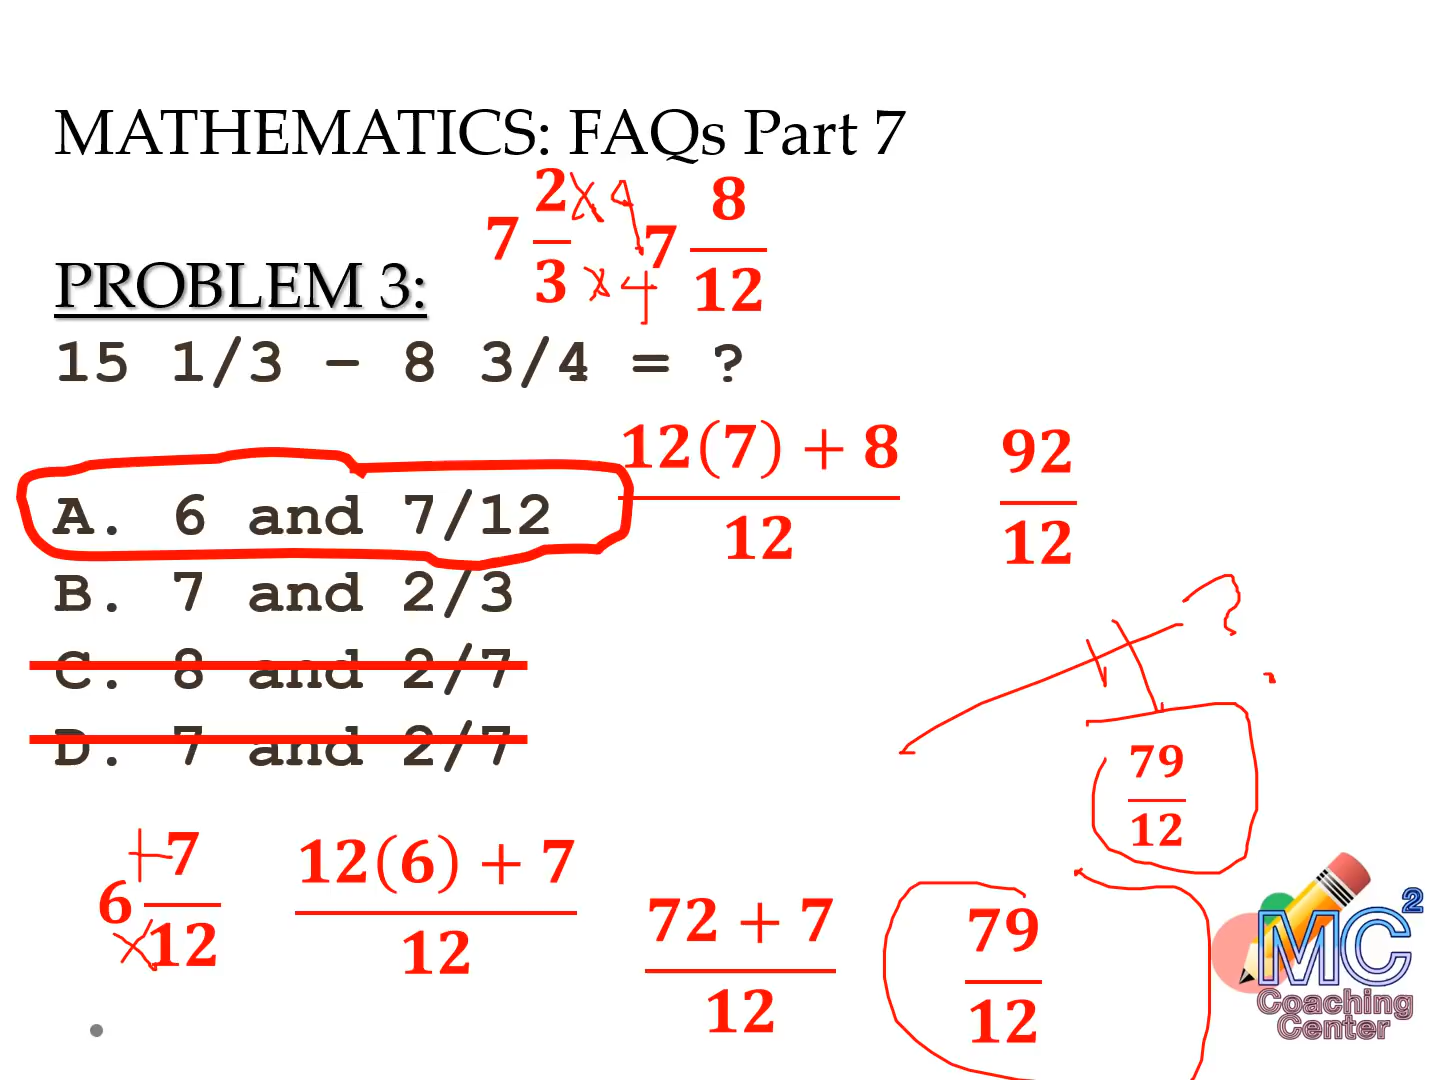 MATHEMATICS: FAQs Part 7
7 2/3 ×4 ×4 7 8/12
PROBLEM 3:
15 1/3 – 8 3/4 = ?
12(7) + 8 / 12 92/12
A. 6 and 7/12
B. 7 and 2/3
?
C. 8 and 2/7
D. 7 and 2/7
79/12
6 +7/×12 12(6) + 7 / 12 72 + 7 / 12 79/12
MC2
Coaching
Center